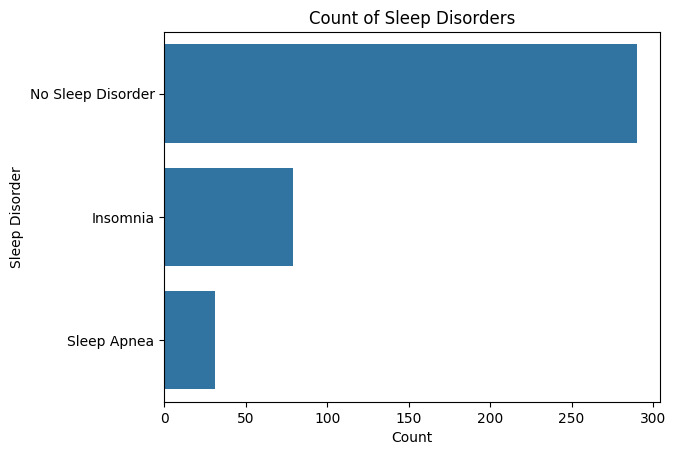 Count of Sleep Disorders
Sleep Disorder
No Sleep Disorder
Insomnia
Sleep Apnea
0 50 100 150 200 250 300
Count